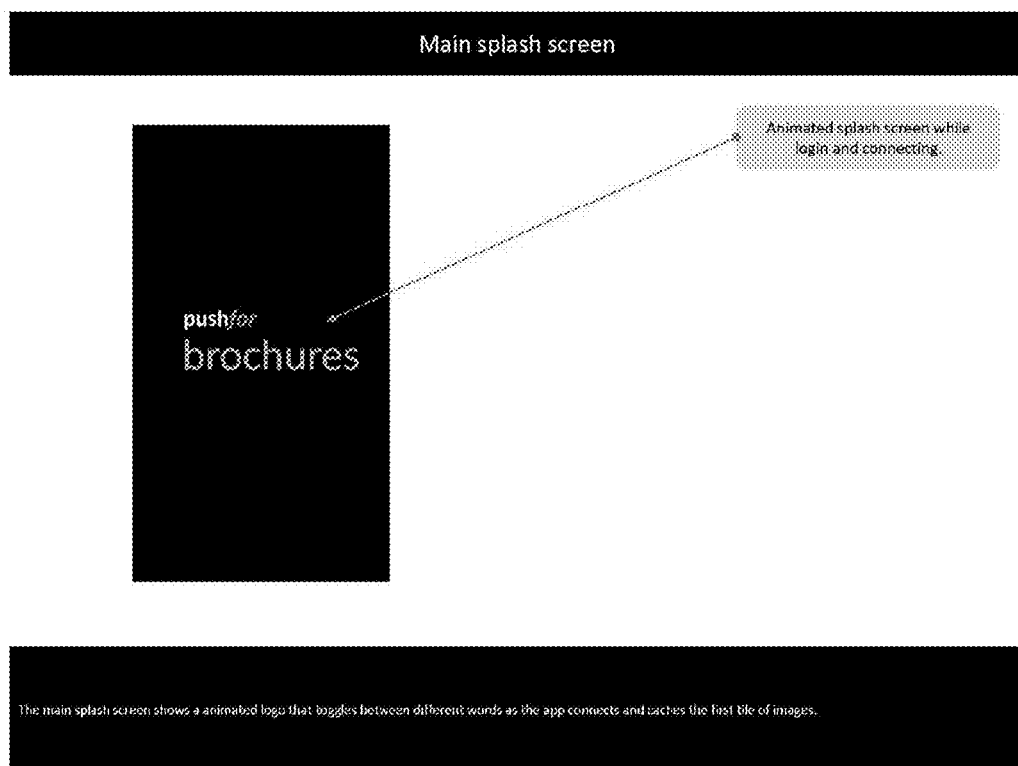 Main splash screen
Animated splash screen while
login and connecting.
pushfor
brochures
The main splash screen shows a animated logo that toggles between different words as the app connects and caches the first tile of images.